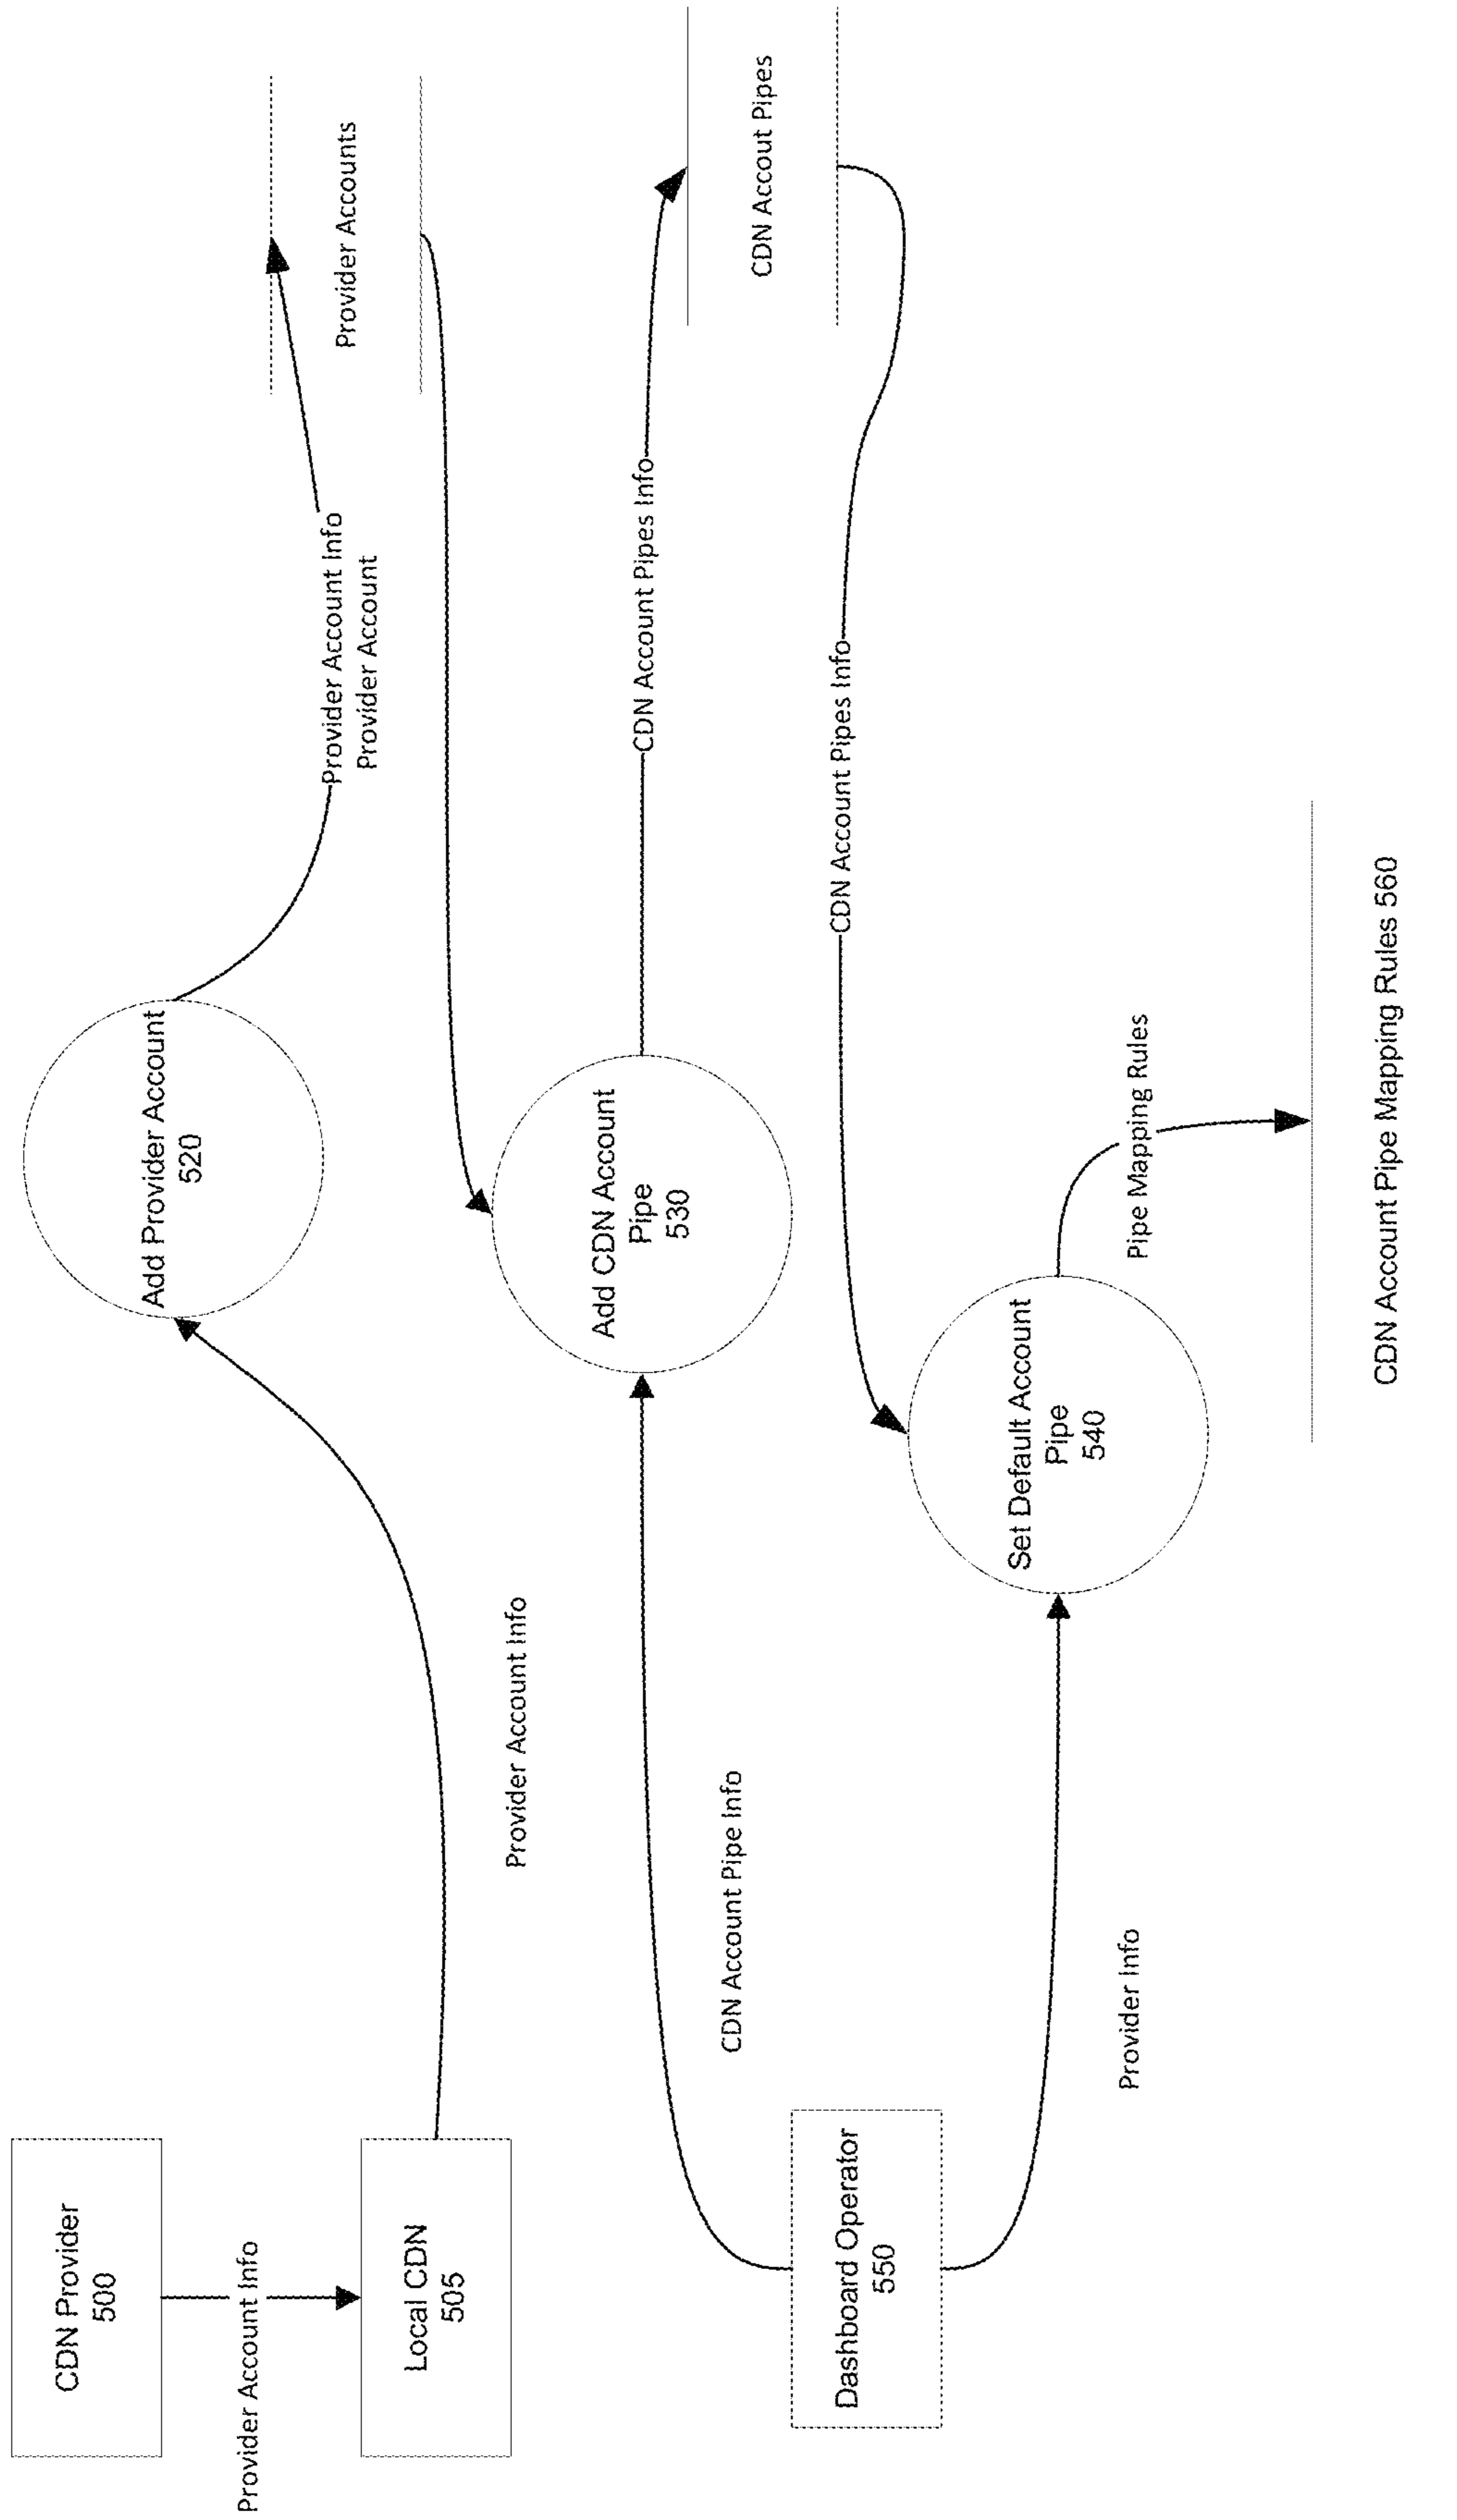 CDN Provider
500
Provider Account Info
Local CDN
505
Provider Account Info
Add Provider Account
520
Provider Account Info
Provider Account
Provider Accounts
Dashboard Operator
550
CDN Account Pipe Info
Add CDN Account
Pipe
530
CDN Account Pipes Info
CDN Accout Pipes
CDN Account Pipes Info
Provider Info
Set Default Account
Pipe
540
Pipe Mapping Rules
CDN Account Pipe Mapping Rules 560